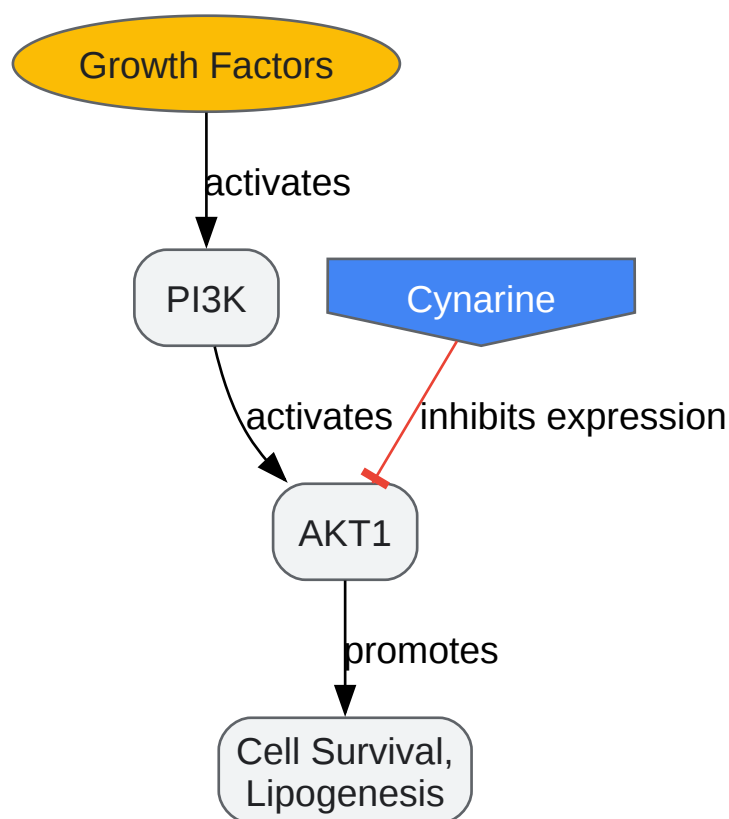 Growth Factors
activates
PI3K
Cynarine
activates
inhibits expression
AKT1
promotes
Cell Survival,
Lipogenesis